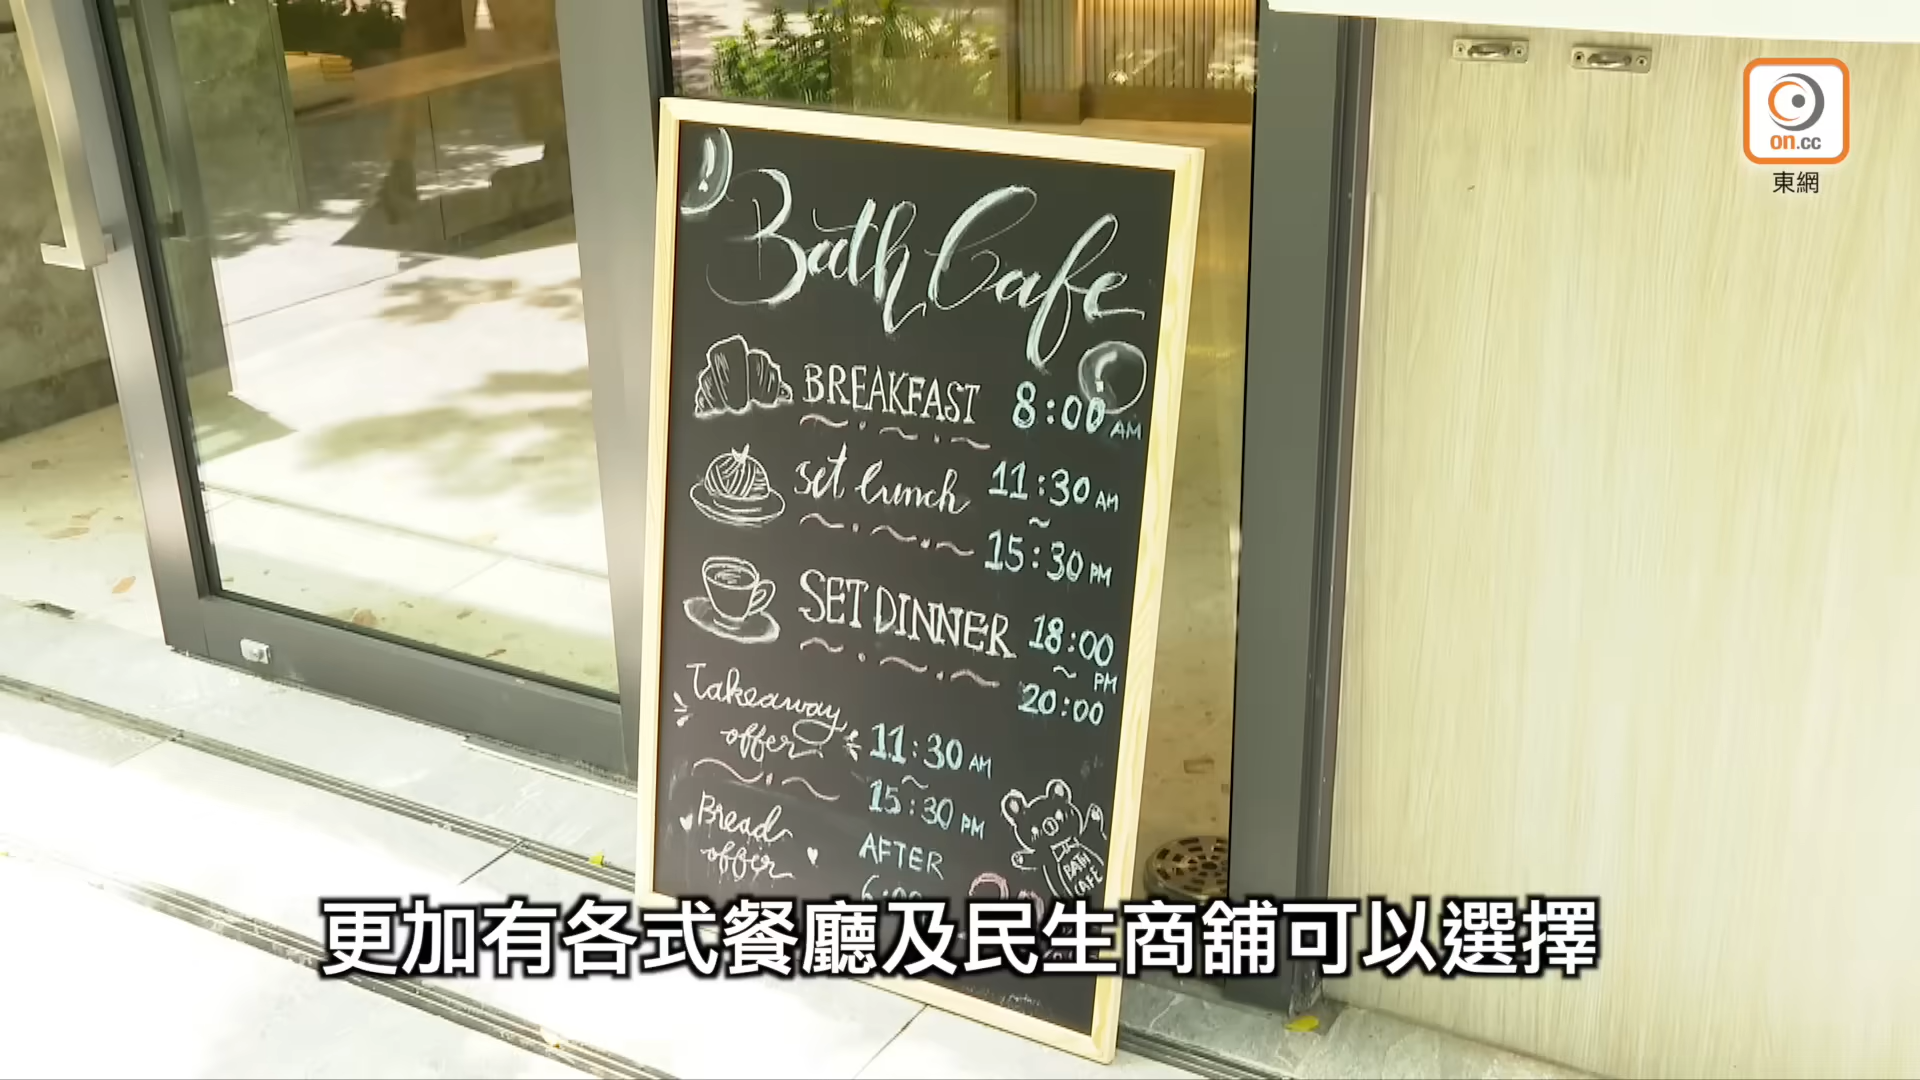 on.cc
東網
Bath Cafe
BREAKFAST 8:00 AM
set lunch 11:30 AM
~
15:30 PM
SET DINNER 18:00
~ PM
20:00
Takeaway
offer 11:30 AM
~
15:30 PM
Bread
offer AFTER
BATH
CAFE
更加有各式餐廳及民生商舖可以選擇